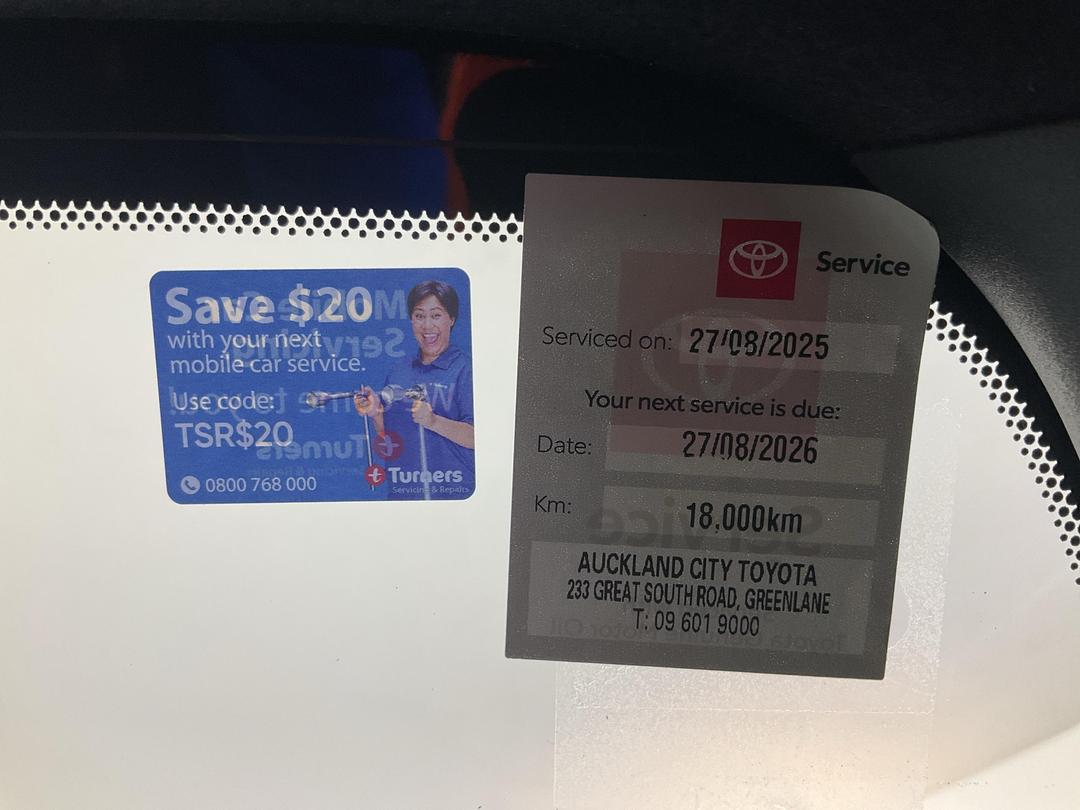 Save $20
with your next
mobile car service.
Use code:
TSR$20
0800 768 000
Turners
Servicing & Repairs
Service
Serviced on: 27/08/2025
Your next service is due:
Date: 27/08/2026
Km: 18,000km
AUCKLAND CITY TOYOTA
233 GREAT SOUTH ROAD, GREENLANE
T: 09 601 9000